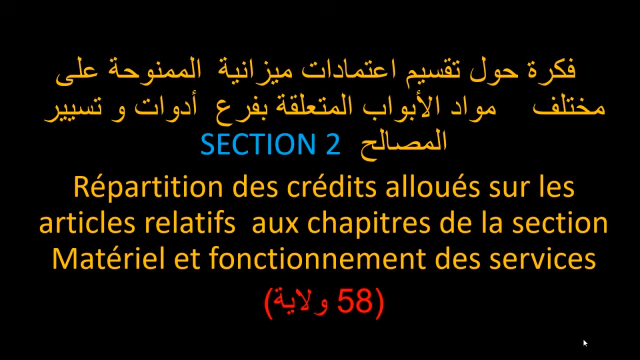 فكرة حول تقسيم اعتمادات ميزانية الممنوحة على
مختلف مواد الأبواب المتعلقة بفرع أدوات و تسيير
المصالح SECTION 2
Répartition des crédits alloués sur les
articles relatifs aux chapitres de la section
Matériel et fonctionnement des services
(58 ولاية)